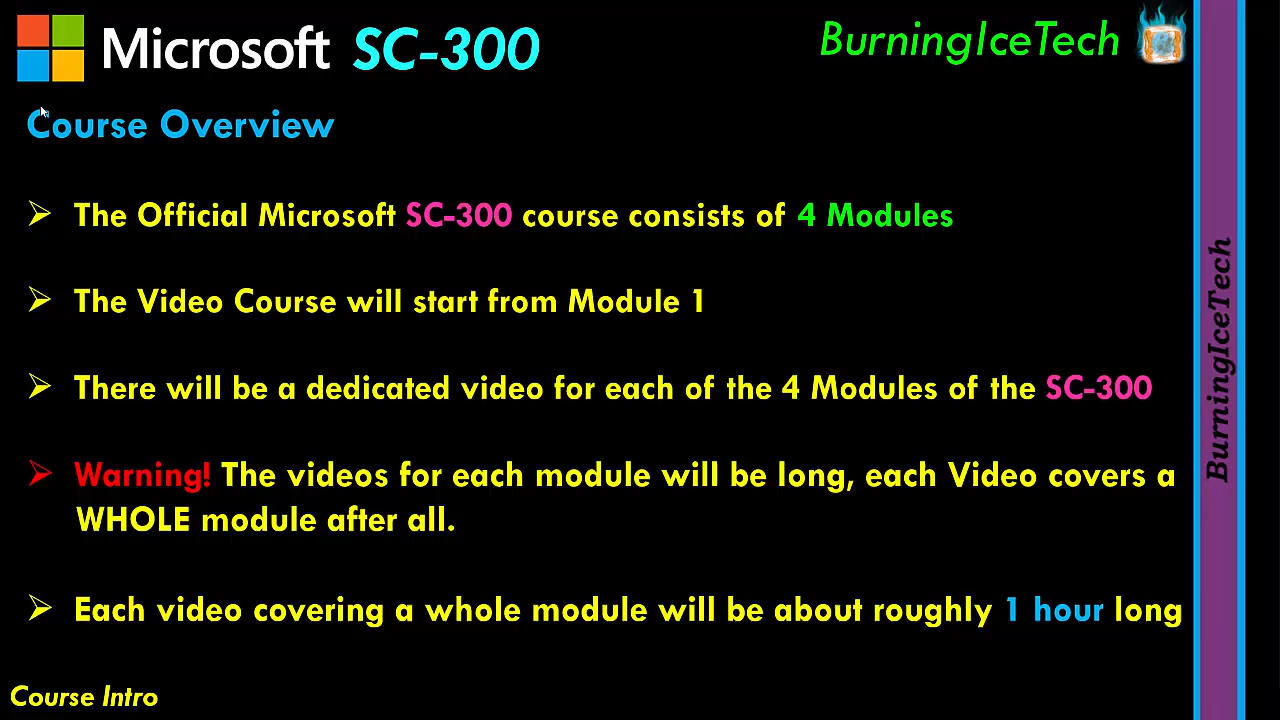 Microsoft SC-300
BurningIceTech
Course Overview
The Official Microsoft SC-300 course consists of 4 Modules
The Video Course will start from Module 1
There will be a dedicated video for each of the 4 Modules of the SC-300
Warning! The videos for each module will be long, each Video covers a
WHOLE module after all.
Each video covering a whole module will be about roughly 1 hour long
Course Intro
BurningIceTech